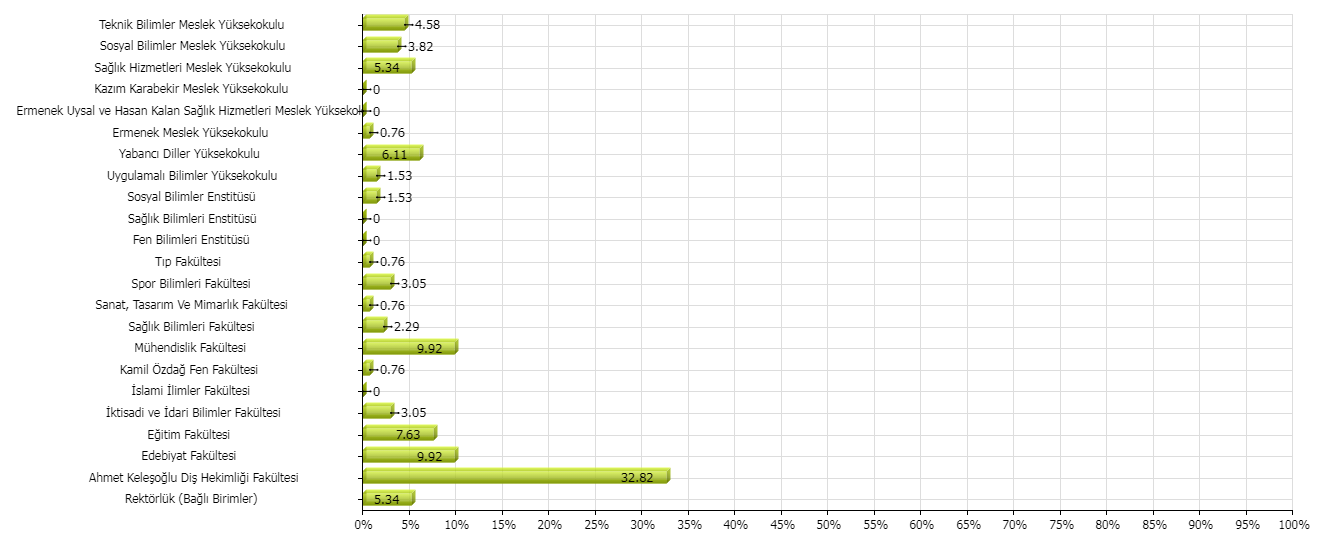 Teknik Bilimler Meslek Yüksekokulu 4.58
Sosyal Bilimler Meslek Yüksekokulu 3.82
Sağlık Hizmetleri Meslek Yüksekokulu 5.34
Kazım Karabekir Meslek Yüksekokulu 0
Ermenek Uysal ve Hasan Kalan Sağlık Hizmetleri Meslek Yüksekol 0
Ermenek Meslek Yüksekokulu 0.76
Yabancı Diller Yüksekokulu 6.11
Uygulamalı Bilimler Yüksekokulu 1.53
Sosyal Bilimler Enstitüsü 1.53
Sağlık Bilimleri Enstitüsü 0
Fen Bilimleri Enstitüsü 0
Tıp Fakültesi 0.76
Spor Bilimleri Fakültesi 3.05
Sanat, Tasarım Ve Mimarlık Fakültesi 0.76
Sağlık Bilimleri Fakültesi 2.29
Mühendislik Fakültesi 9.92
Kamil Özdağ Fen Fakültesi 0.76
İslami İlimler Fakültesi 0
İktisadi ve İdari Bilimler Fakültesi 3.05
Eğitim Fakültesi 7.63
Edebiyat Fakültesi 9.92
Ahmet Keleşoğlu Diş Hekimliği Fakültesi 32.82
Rektörlük (Bağlı Birimler) 5.34
0% 5% 10% 15% 20% 25% 30% 35% 40% 45% 50% 55% 60% 65% 70% 75% 80% 85% 90% 95% 100%